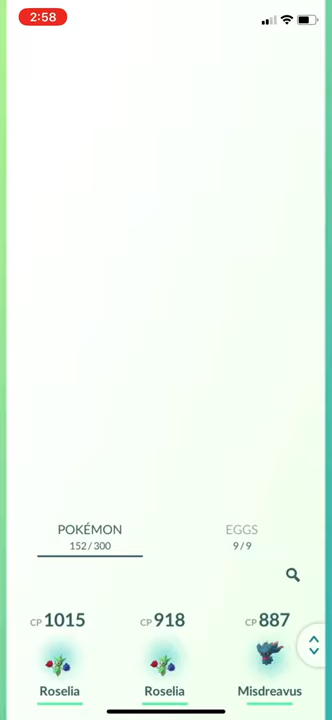 2:58
POKÉMON EGGS
152 / 300 9 / 9
CP 1015 CP 918 CP 887
Roselia Roselia Misdreavus